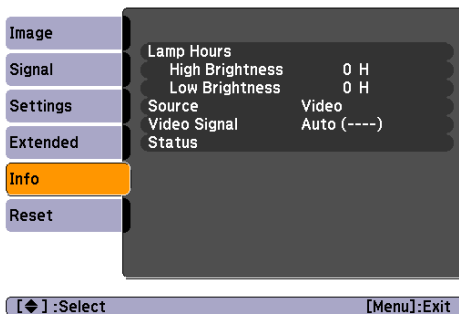 Image
Signal
Settings
Extended
Info
Reset
Lamp Hours
High Brightness 0 H
Low Brightness 0 H
Source Video
Video Signal Auto (----)
Status
[◆] :Select [Menu]:Exit